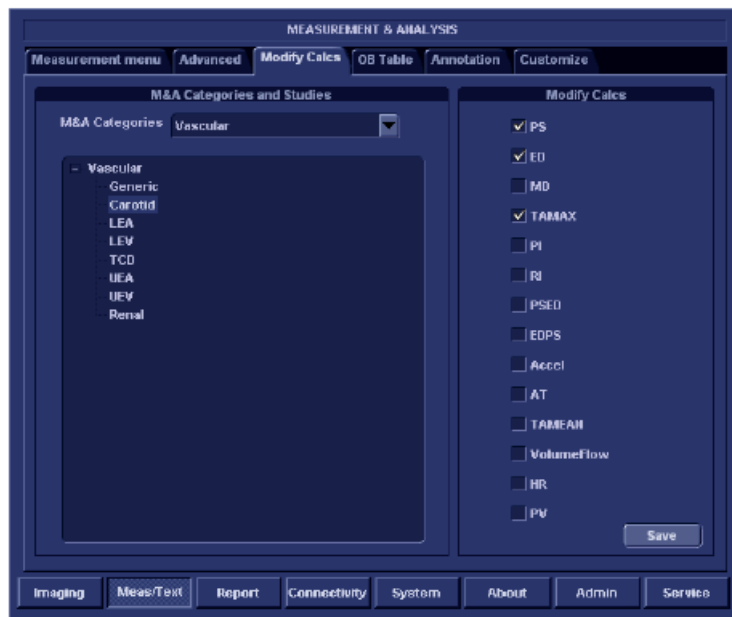 MEASUREMENT & ANALYSIS
Measurement menu Advanced Modify Calcs OB Table Annotation Customize
M&A Categories and Studies
M&A Categories Vascular
Vascular
Generic
Carotid
LEA
LEV
TCD
UEA
UEV
Renal
Modify Calcs
PS
ED
MD
TAMAX
PI
RI
PSED
EDPS
Accel
AT
TAMEAN
VolumeFlow
HR
PV
Save
Imaging Meas/Text Report Connectivity System About Admin Service